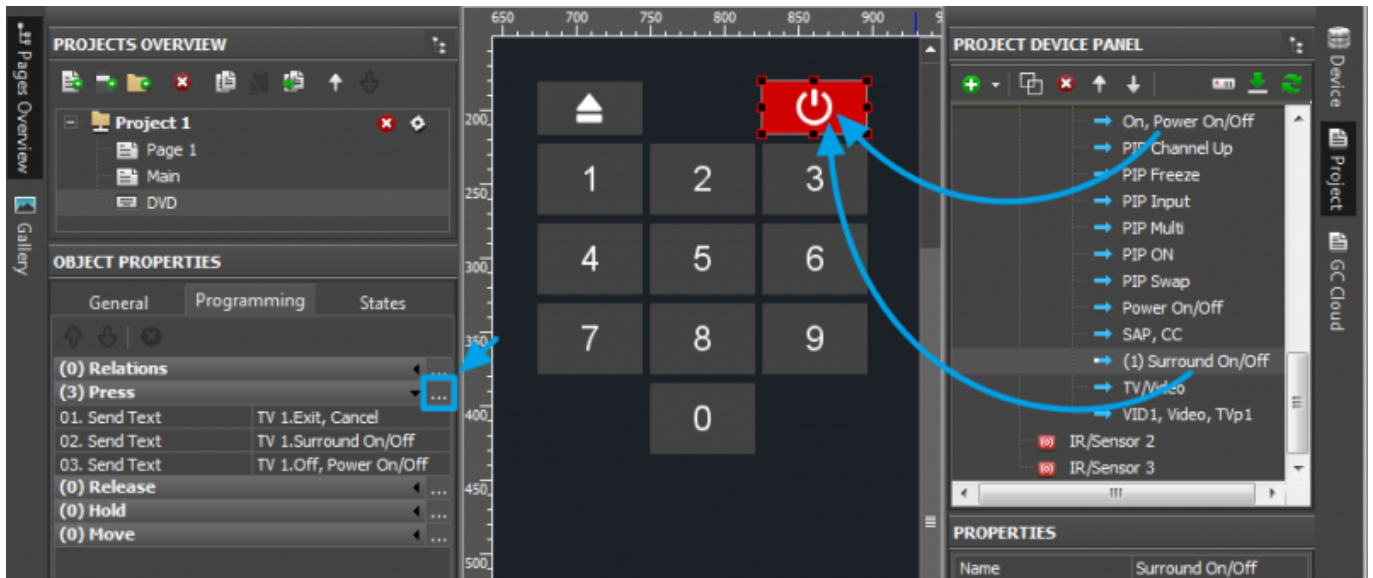 Pages Overview
Gallery
PROJECTS OVERVIEW
Project 1
Page 1
Main
DVD
OBJECT PROPERTIES
General Programming States
(0) Relations ...
(3) Press ...
01. Send Text TV 1.Exit, Cancel
02. Send Text TV 1.Surround On/Off
03. Send Text TV 1.Off, Power On/Off
(0) Release ...
(0) Hold ...
(0) Move ...
650 700 750 800 850 900 9
200
250
300
350
400
450
500
1 2 3
4 5 6
7 8 9
0
PROJECT DEVICE PANEL
On, Power On/Off
PIP Channel Up
PIP Freeze
PIP Input
PIP Multi
PIP ON
PIP Swap
Power On/Off
SAP, CC
(1) Surround On/Off
TV/Video
VID1, Video, TVp1
IR/Sensor 2
IR/Sensor 3
PROPERTIES
Name Surround On/Off
Device
Project
GC Cloud